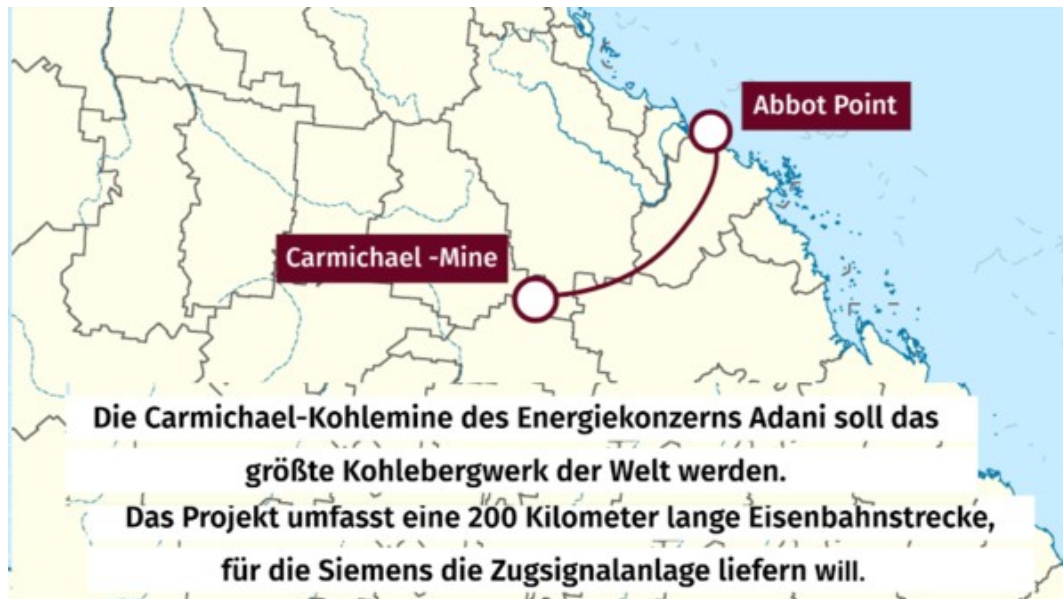 Abbot Point
Carmichael -Mine
Die Carmichael-Kohlemine des Energiekonzerns Adani soll das
größte Kohlebergwerk der Welt werden.
Das Projekt umfasst eine 200 Kilometer lange Eisenbahnstrecke,
für die Siemens die Zugsignalanlage liefern will.